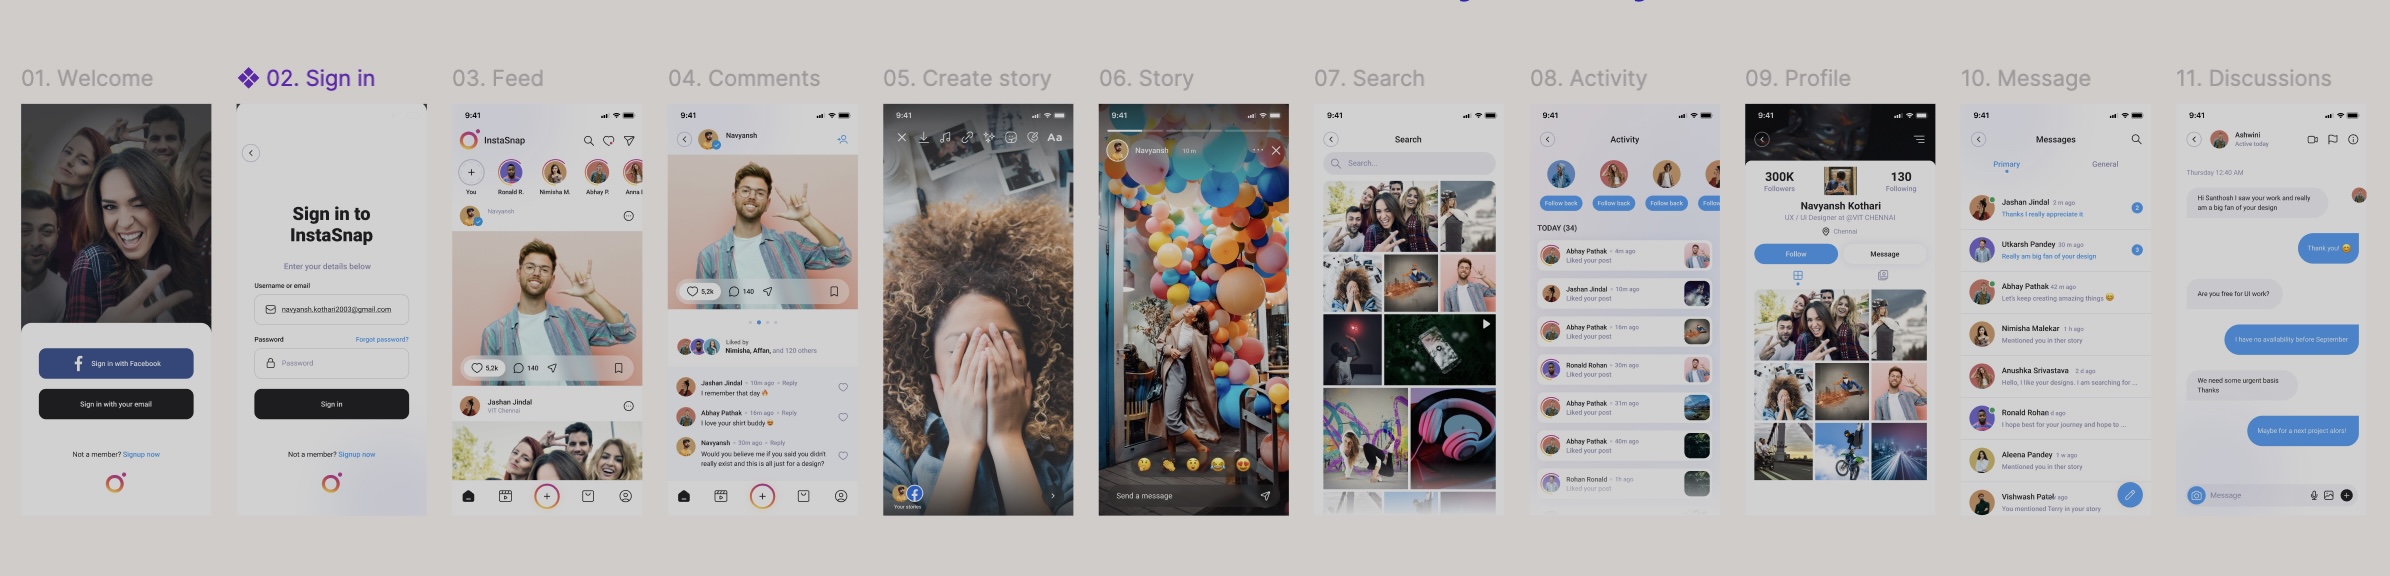 01. Welcome
Sign in with Facebook
Sign in with your email
Not a member? Signup now
02. Sign in
Sign in to
InstaSnap
Enter your details below
Username or email
navyansh.kothari2003@gmail.com
Password
Forgot password?
Password
Sign in
Not a member? Signup now
03. Feed
9:41
InstaSnap
You
Ronald R.
Nimisha M.
Abhay P.
Anna
Navyansh
5,2k
140
Jashan Jindal
VIT Chennai
04. Comments
9:41
Navyansh
5,2k
140
Liked by
Nimisha, Affan, and 120 others
Jashan Jindal • 10m ago • Reply
I remember that day 🔥
Abhay Pathak • 16m ago • Reply
I love your shirt buddy 😍
Navyansh • 30m ago • Reply
Would you believe me if you said you didn't
really exist and this is all just for a design?
05. Create story
9:41
Aa
Your stories
06. Story
9:41
Navyansh 10 m
Send a message
07. Search
9:41
Search
Search...
08. Activity
9:41
Activity
Follow back
Follow back
Follow back
Follow
TODAY (34)
Abhay Pathak • 4m ago
Liked your post
Jashan Jindal • 10m ago
Liked your post
Abhay Pathak • 16m ago
Liked your post
Ronald Rohan • 30m ago
Liked your post
Abhay Pathak • 31m ago
Liked your post
Abhay Pathak • 40m ago
Liked your post
Rohan Ronald • 1h ago
Liked your post
09. Profile
9:41
300K
Followers
130
Following
Navyansh Kothari
UX / UI Designer at @VIT CHENNAI
Chennai
Follow
Message
10. Message
9:41
Messages
Primary
General
Jashan Jindal 2 m ago
Thanks I really appreciate it
2
Utkarsh Pandey 30 m ago
Really am big fan of your design
3
Abhay Pathak 42 m ago
Let's keep creating amazing things 😊
Nimisha Malekar 1 h ago
Mentioned you in ther story
Anushka Srivastava 2 d ago
Hello, I like your designs. I am searching for ...
Ronald Rohan d ago
I hope best for your journey and hope to ...
Aleena Pandey 1 w ago
Mentioned you in ther story
Vishwash Patel ago
You mentioned Terry in your story
11. Discussions
9:41
Ashwini
Active today
Thursday 12:40 AM
Hi Santhosh I saw your work and really
am a big fan of your design
Thank you! 😊
Are you free for UI work?
I have no availability before September
We need some urgent basis
Thanks
Maybe for a next project alors!
Message